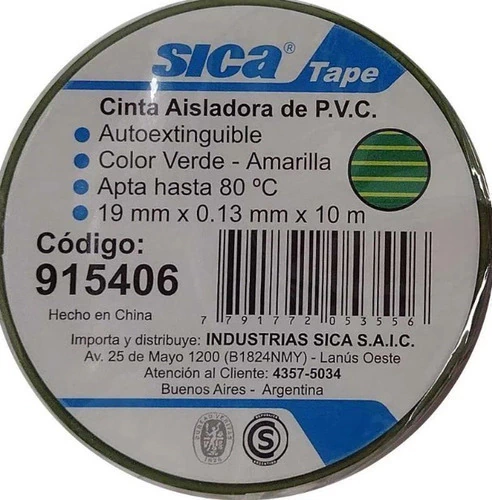 sica®
Tape
Cinta Aisladora de P.V.C.
Autoextinguible
Color Verde - Amarilla
Apta hasta 80 ºC
19 mm x 0.13 mm x 10 m
Código:
915406
7 791772 053556
Hecho en China
Importa y distribuye: INDUSTRIAS SICA S.A.I.C.
Av. 25 de Mayo 1200 (B1824NMY) - Lanús Oeste
Atención al Cliente: 4357-5034
Buenos Aires - Argentina